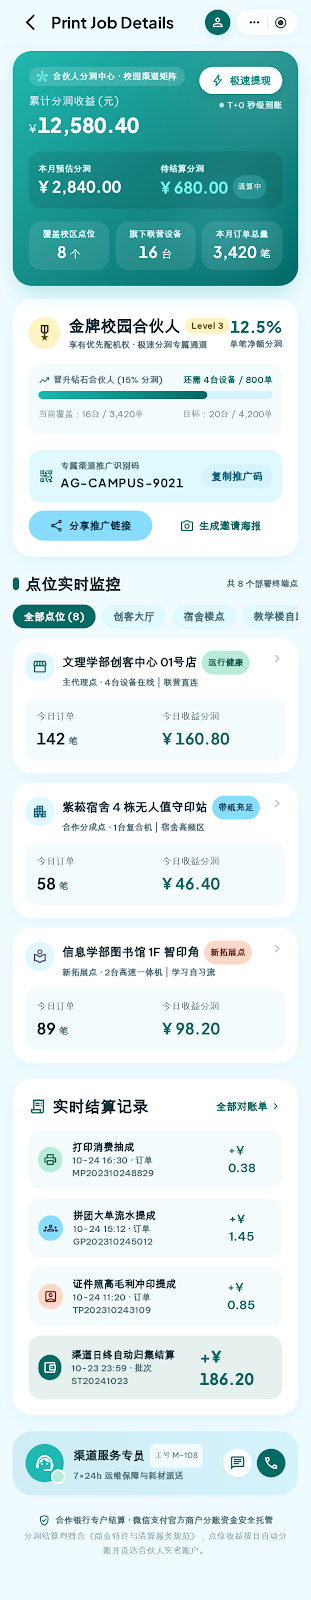 Print Job Details
合伙人分润中心 · 校园渠道矩阵
极速提现
累计分润收益 (元)
T+0 秒级到账
¥12,580.40
本月预估分润
待结算分润
¥ 2,840.00
¥ 680.00 清算中
覆盖校区点位
旗下联营设备
本月订单总量
8 个
16 台
3,420 笔
金牌校园合伙人 Level 3
12.5%
享有优先配机权 · 极速分润专属通道
单笔净额分润
晋升钻石合伙人 (15% 分润)
还需 4台设备 / 800单
当前覆盖：16台 / 3,420单
目标：20台 / 4,200单
专属渠道推广识别码
AG-CAMPUS-9021
复制推广码
分享推广链接
生成邀请海报
点位实时监控
共 8 个部署终端点
全部点位 (8)
创客大厅
宿舍楼点
教学楼自
文理学部创客中心 01号店 运行健康
主代理点 · 4台设备在线 | 联营直连
今日订单
今日收益分润
142 笔
¥ 160.80
紫菘宿舍 4 栋无人值守印站 带纸充足
合作分成点 · 1台复合机 | 宿舍高频区
今日订单
今日收益分润
58 笔
¥ 46.40
信息学部图书馆 1F 智印角 新拓展点
新拓展点 · 2台高速一体机 | 学习自习流
今日订单
今日收益分润
89 笔
¥ 98.20
实时结算记录
全部对账单
打印消费抽成
10-24 16:30 · 订单
MP202310248829
+¥
0.38
拼团大单流水提成
10-24 15:12 · 订单
GP202310245012
+¥
1.45
证件照高毛利冲印提成
10-24 11:20 · 订单
TP202310243109
+¥
0.85
渠道日终自动归集结算
10-23 23:59 · 批次
ST20241023
+¥
186.20
渠道服务专员 工号 M-108
7×24h 运维保障与耗材派送
合作银行专户结算 · 微信支付官方商户分账资金安全托管
分润结算均符合《商业特许与清算服务规范》，点位收益按日自动分
账并直达合伙人实名账户。